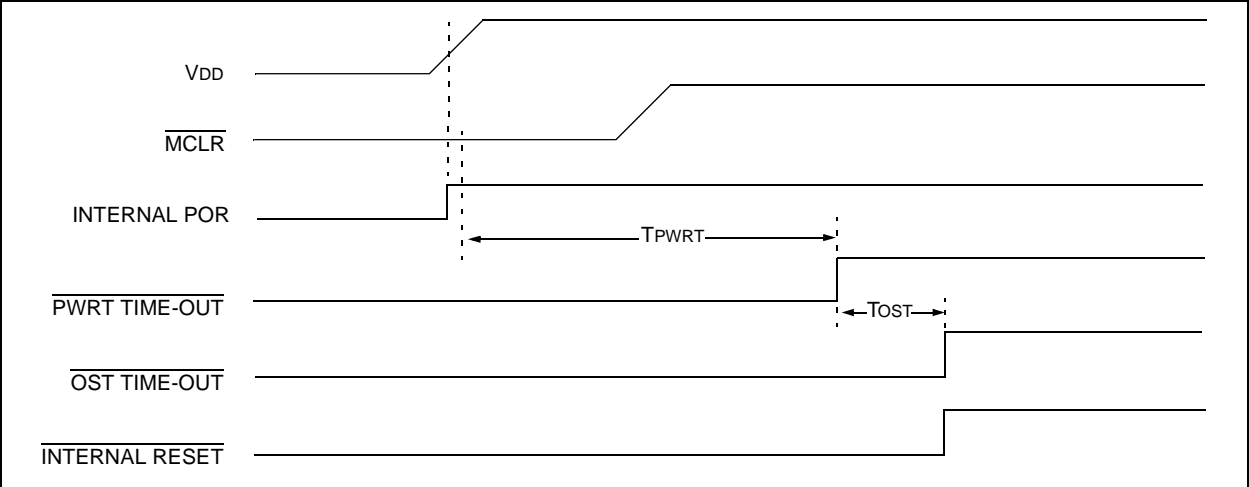 VDD
MCLR
INTERNAL POR
TPWRT
PWRT TIME-OUT
TOST
OST TIME-OUT
INTERNAL RESET